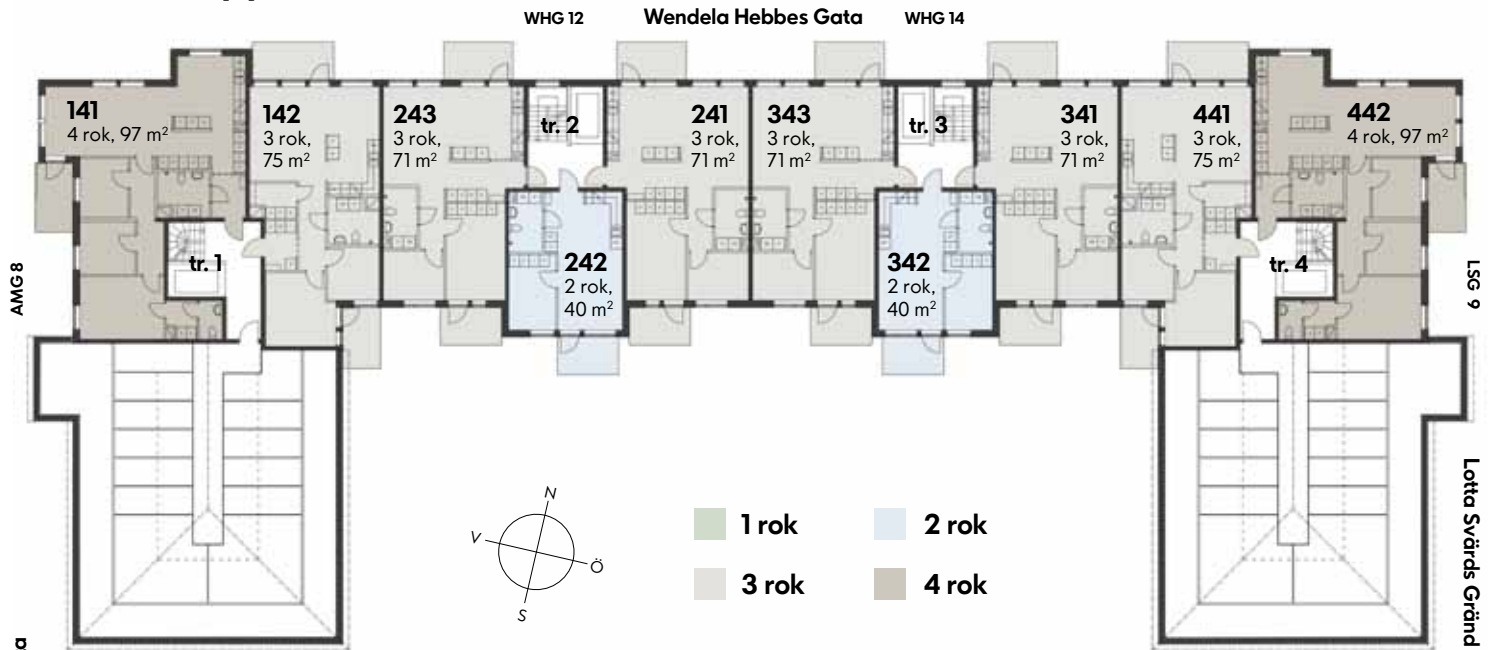 WHG 12
Wendela Hebbes Gata
WHG 14
141
4 rok, 97 m²
142
3 rok,
75 m²
243
3 rok,
71 m²
tr. 2
241
3 rok,
71 m²
343
3 rok,
71 m²
tr. 3
341
3 rok,
71 m²
441
3 rok,
75 m²
442
4 rok, 97 m²
AMG 8
tr. 1
242
2 rok,
40 m²
342
2 rok,
40 m²
tr. 4
LSG 9
Lotta Svärds Gränd
N
V
Ö
S
1 rok
2 rok
3 rok
4 rok